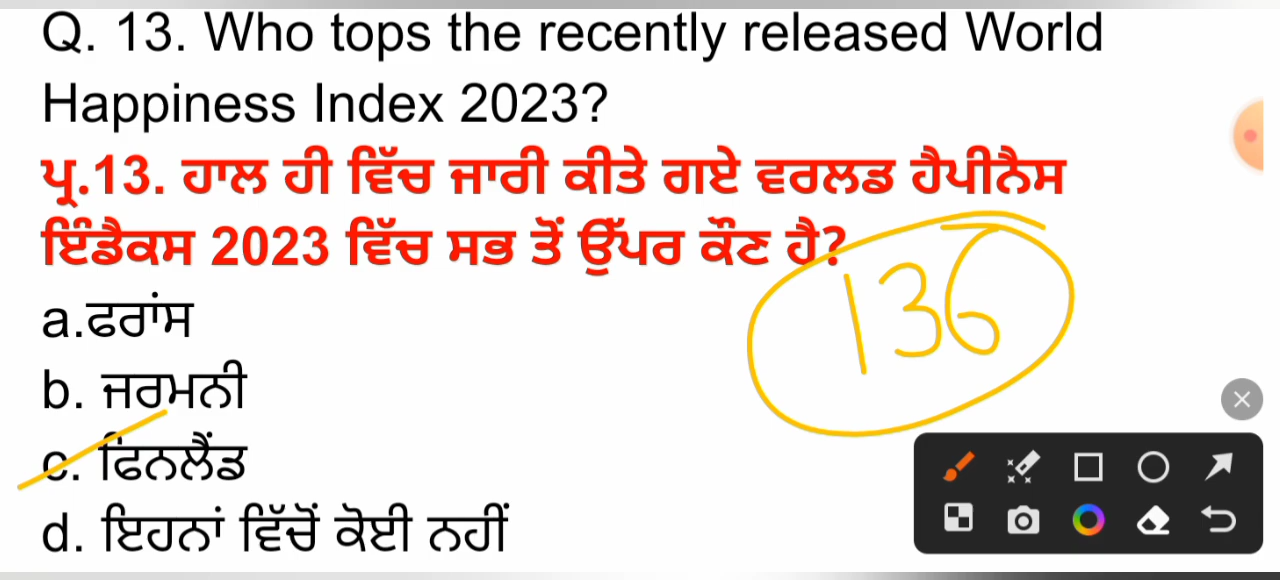 Q. 13. Who tops the recently released World
Happiness Index 2023?
ਪ੍ਰ.13. ਹਾਲ ਹੀ ਵਿੱਚ ਜਾਰੀ ਕੀਤੇ ਗਏ ਵਰਲਡ ਹੈਪੀਨੈਸ
ਇੰਡੈਕਸ 2023 ਵਿੱਚ ਸਭ ਤੋਂ ਉੱਪਰ ਕੌਣ ਹੈ?
136
a.ਫਰਾਂਸ
b. ਜਰਮਨੀ
c. ਫਿਨਲੈਂਡ
d. ਇਹਨਾਂ ਵਿੱਚੋਂ ਕੋਈ ਨਹੀਂ